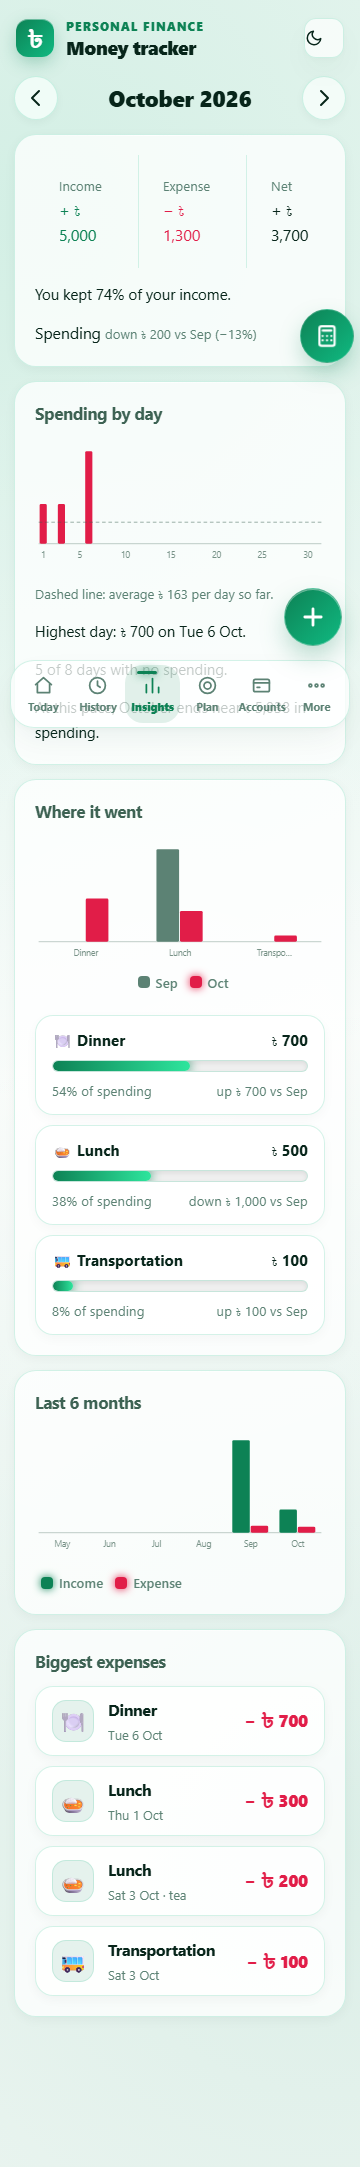 ৳
PERSONAL FINANCE
Money tracker
October 2026
Income
Expense
Net
+ ৳
5,000
− ৳
1,300
+ ৳
3,700
You kept 74% of your income.
Spending down ৳ 200 vs Sep (−13%)
Spending by day
1 5 10 15 20 25 30
Dashed line: average ৳ 163 per day so far.
Highest day: ৳ 700 on Tue 6 Oct.
5 of 8 days with no spending.
Today History Insights Plan Accounts More
spending.
Where it went
Dinner Lunch Transpo...
Sep Oct
Dinner ৳ 700
54% of spending up ৳ 700 vs Sep
Lunch ৳ 500
38% of spending down ৳ 1,000 vs Sep
Transportation ৳ 100
8% of spending up ৳ 100 vs Sep
Last 6 months
May Jun Jul Aug Sep Oct
Income Expense
Biggest expenses
Dinner
Tue 6 Oct
− ৳ 700
Lunch
Thu 1 Oct
− ৳ 300
Lunch
Sat 3 Oct · tea
− ৳ 200
Transportation
Sat 3 Oct
− ৳ 100